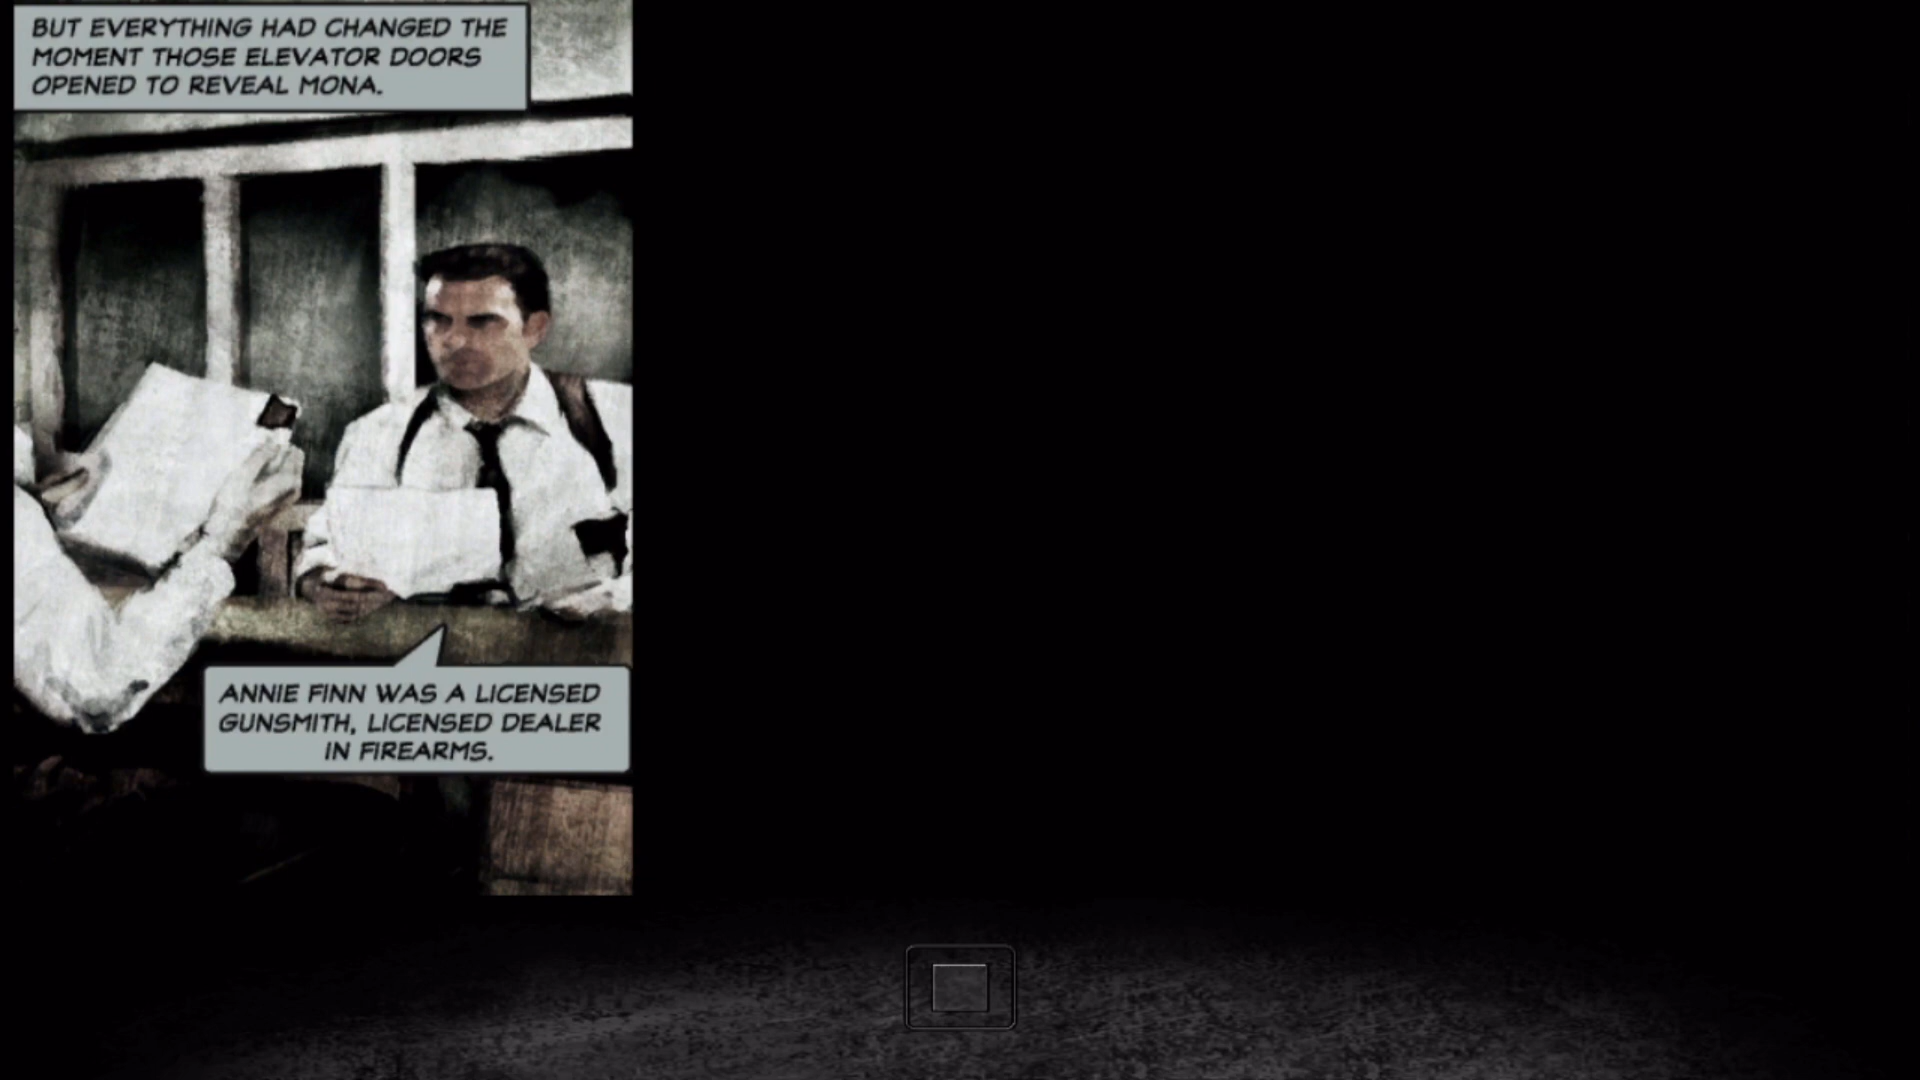 BUT EVERYTHING HAD CHANGED THE
MOMENT THOSE ELEVATOR DOORS
OPENED TO REVEAL MONA.
ANNIE FINN WAS A LICENSED
GUNSMITH, LICENSED DEALER
IN FIREARMS.